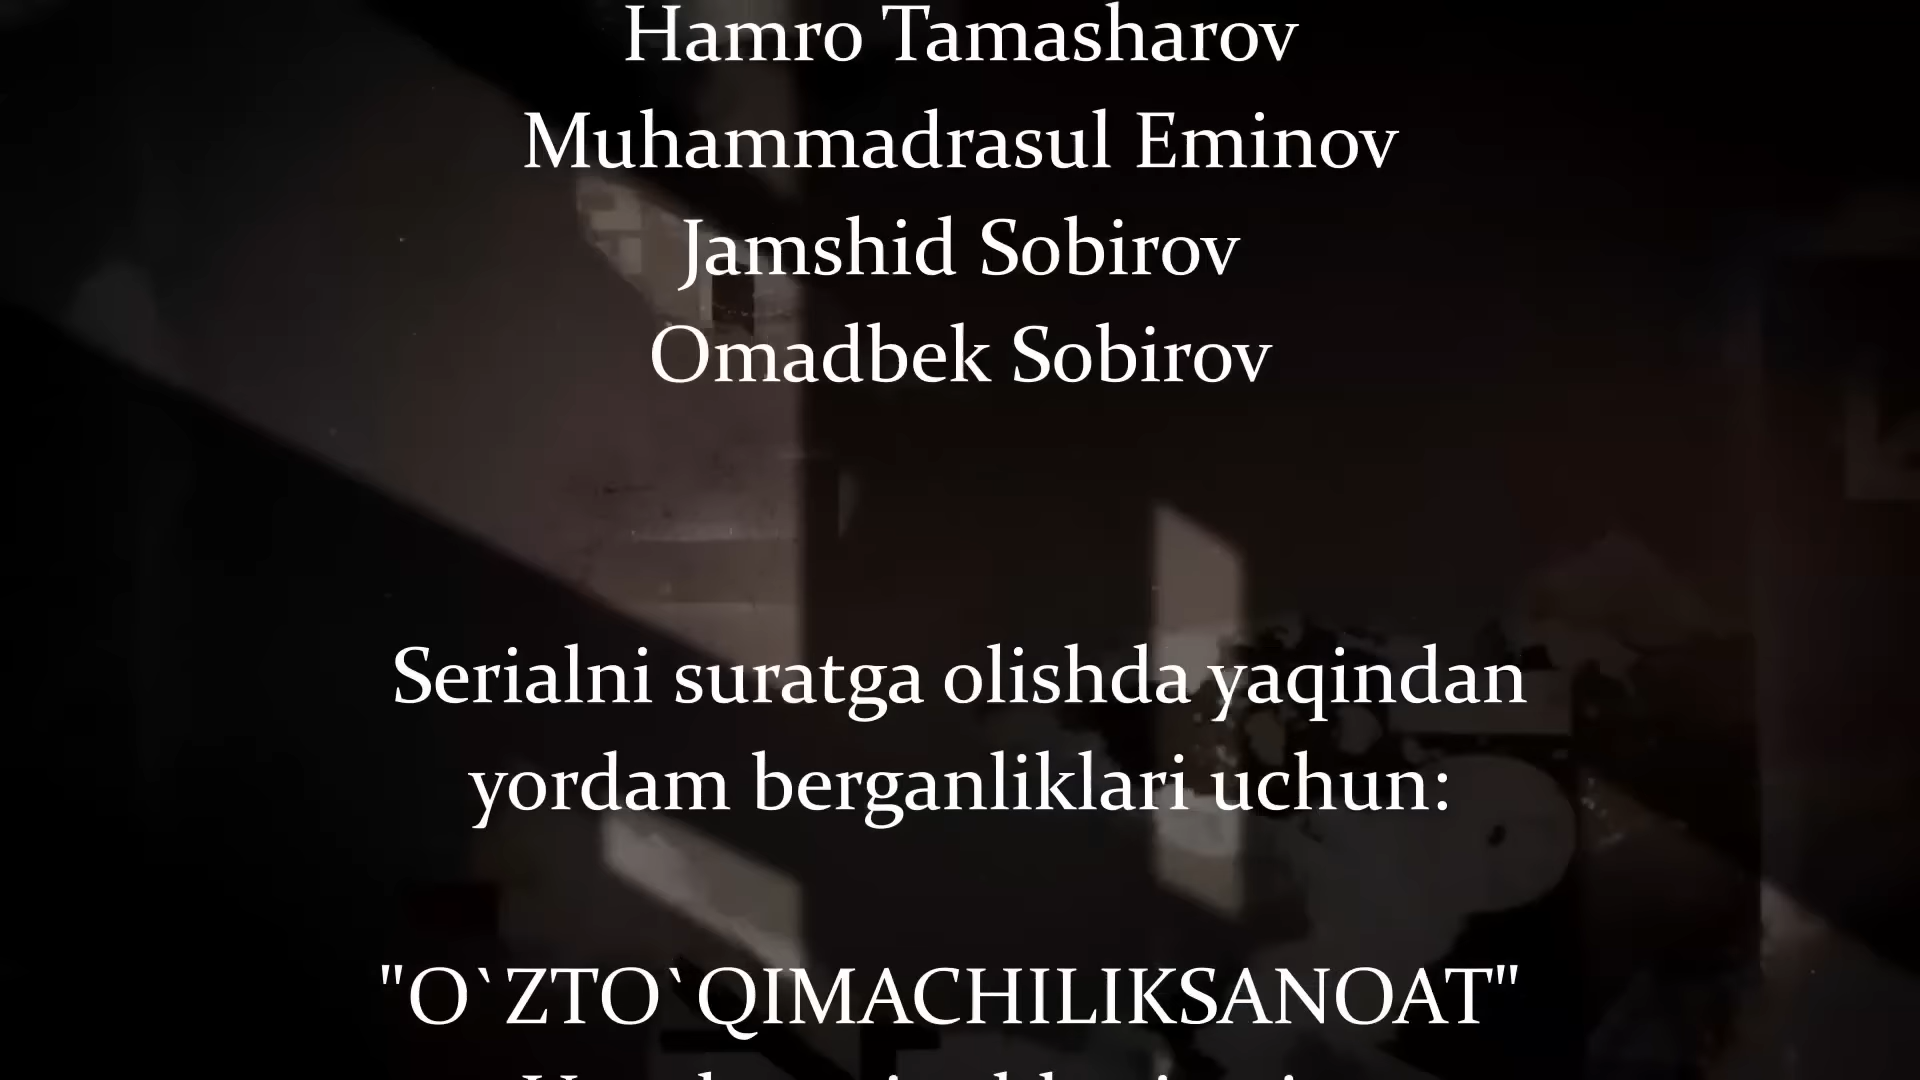 Hamro Tamasharov
Muhammadrasul Eminov
Jamshid Sobirov
Omadbek Sobirov
Serialni suratga olishda yaqindan
yordam berganliklari uchun:
"O`ZTO`QIMACHILIKSANOAT"